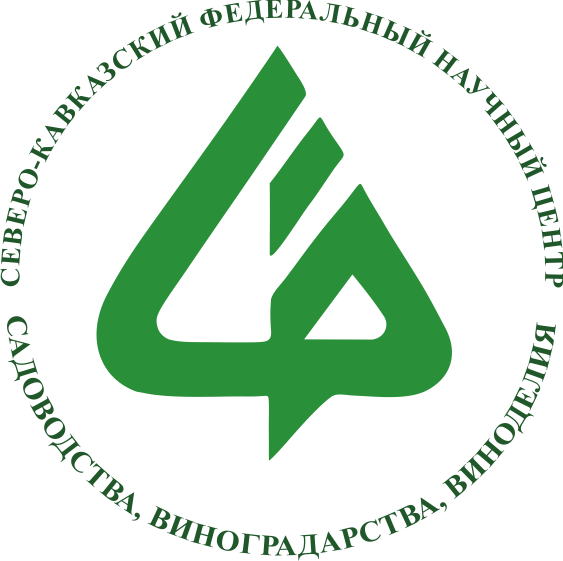 СЕВЕРО-КАВКАЗСКИЙ ФЕДЕРАЛЬНЫЙ НАУЧНЫЙ ЦЕНТР
САДОВОДСТВА, ВИНОГРАДАРСТВА, ВИНОДЕЛИЯ